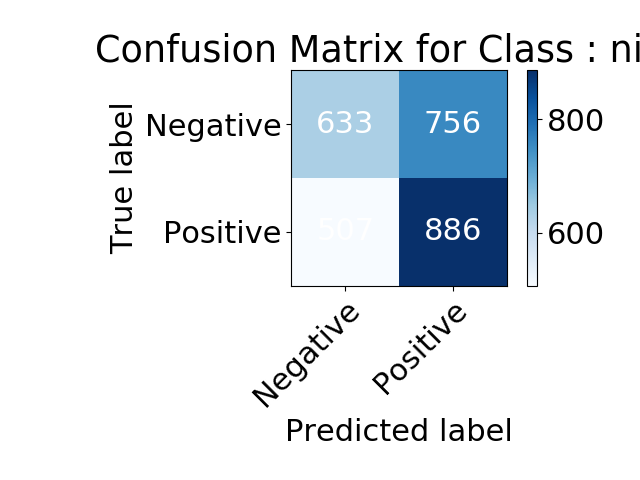 Confusion Matrix for Class : ni
True label
Negative 633 756
Positive 507 886
800
600
Negative Positive
Predicted label